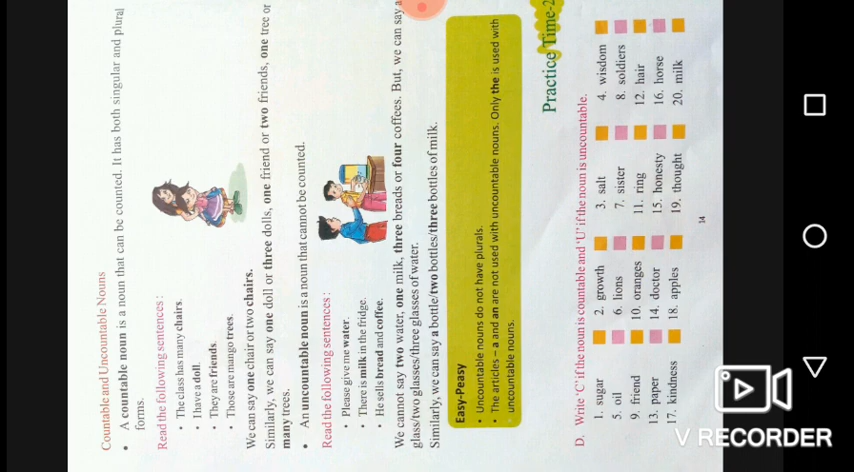 Countable and Uncountable Nouns
• A countable noun is a noun that can be counted. It has both singular and plural
forms.
Read the following sentences :
• The class has many chairs.
• I have a doll.
• They are friends.
• Those are mango trees.
We can say one chair or two chairs.
Similarly, we can say one doll or three dolls, one friend or two friends, one tree or
many trees.
• An uncountable noun is a noun that cannot be counted.
Read the following sentences :
• Please give me water.
• There is milk in the fridge.
• He sells bread and coffee.
We cannot say two water, one milk, three breads or four coffees. But, we can say a
glass/two glasses/three glasses of water.
Similarly, we can say a bottle/two bottles/three bottles of milk.
Easy-Peasy
• Uncountable nouns do not have plurals.
• The articles – a and an are not used with uncountable nouns. Only the is used with
uncountable nouns.
Practice Time-2
D. Write 'C' if the noun is countable and 'U' if the noun is uncountable.
1. sugar 2. growth 3. salt 4. wisdom
5. oil 6. lions 7. sister 8. soldiers
9. friend 10. oranges 11. ring 12. hair
13. paper 14. doctor 15. honesty 16. horse
17. kindness 18. apples 19. thought 20. milk
14
V RECORDER